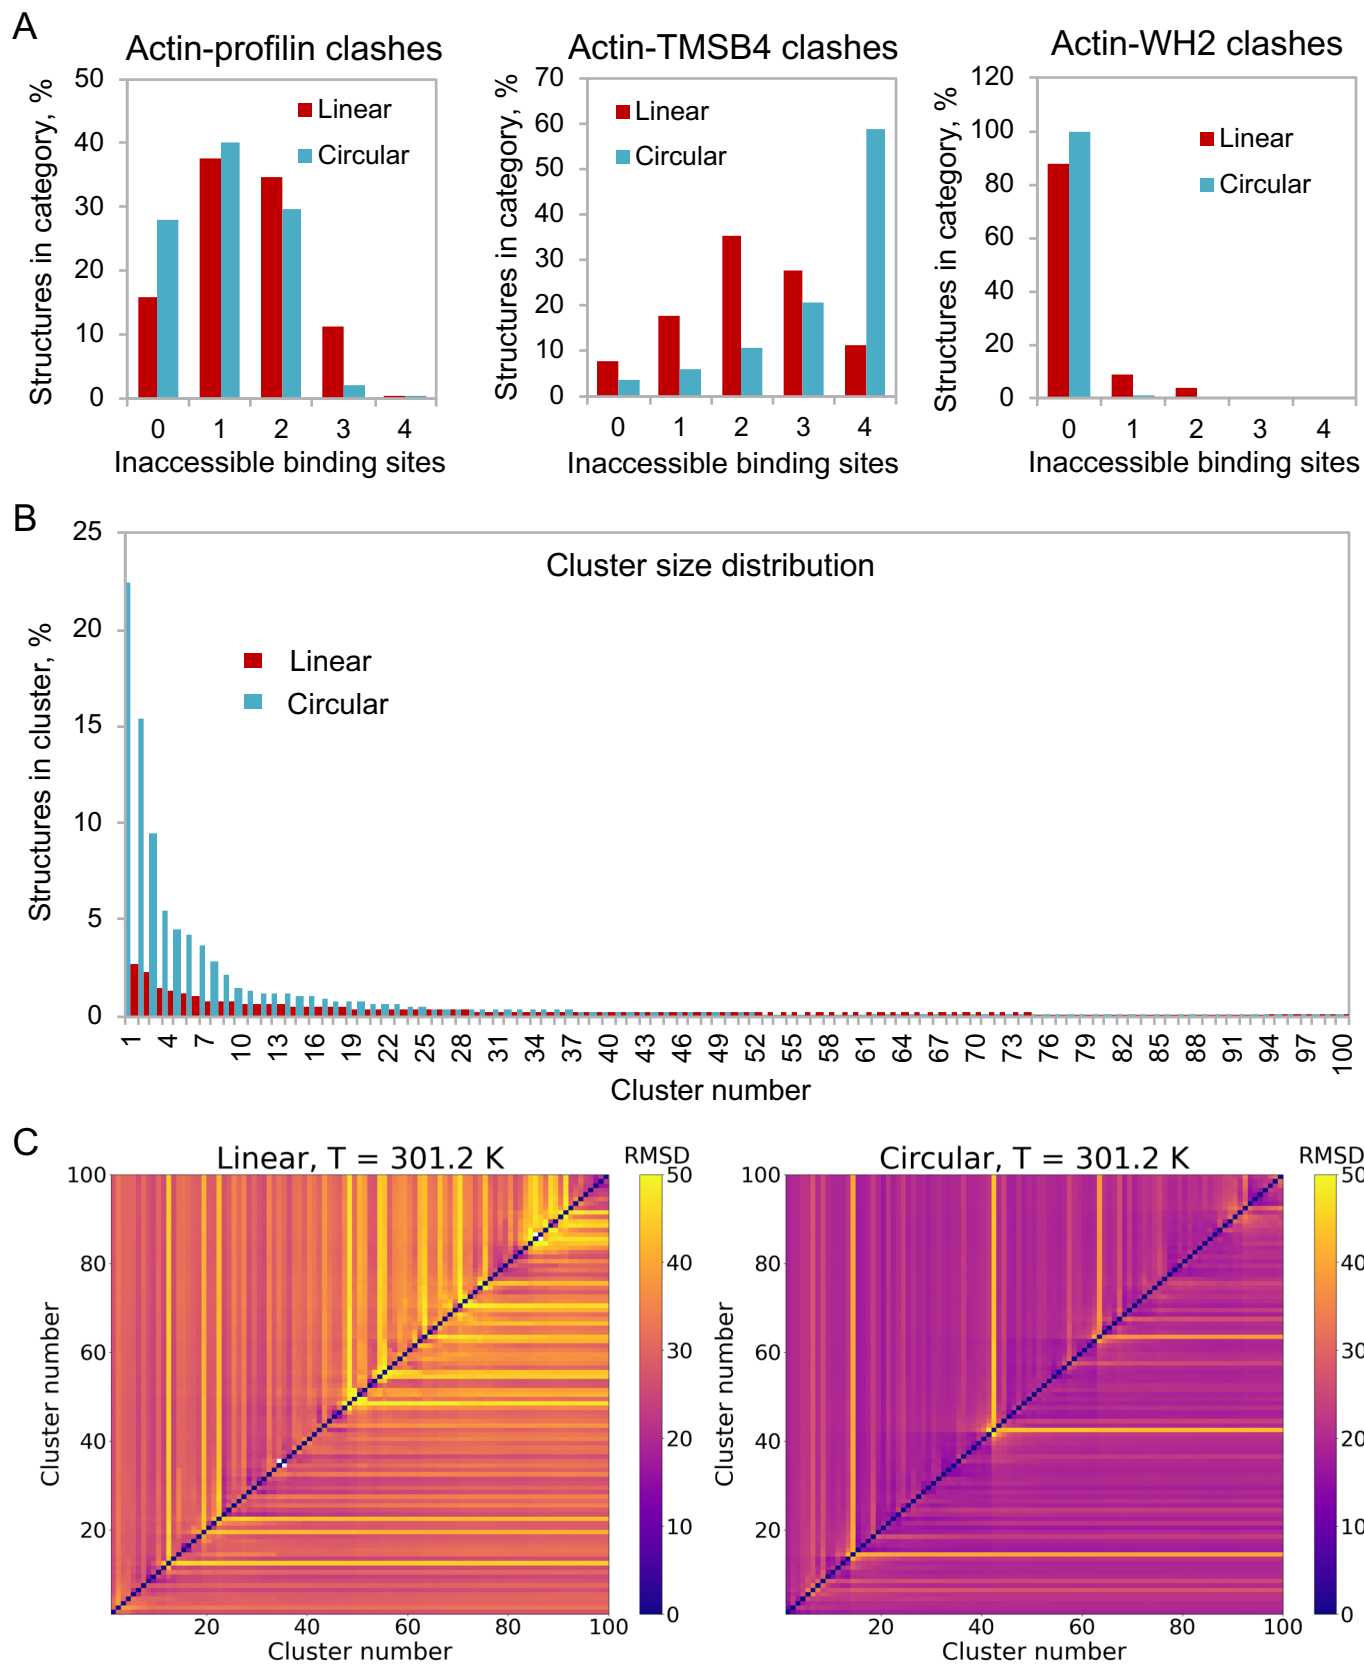 A
Actin-profilin clashes
Structures in category, %
50
40
30
20
10
0
Linear
Circular
0 1 2 3 4
Inaccessible binding sites
Actin-TMSB4 clashes
Structures in category, %
70
60
50
40
30
20
10
0
Linear
Circular
0 1 2 3 4
Inaccessible binding sites
Actin-WH2 clashes
Structures in category, %
120
100
80
60
40
20
0
Linear
Circular
0 1 2 3 4
Inaccessible binding sites
B
Cluster size distribution
Structures in cluster, %
25
20
15
10
5
0
Linear
Circular
1 4 7 10 13 16 19 22 25 28 31 34 37 40 43 46 49 52 55 58 61 64 67 70 73 76 79 82 85 88 91 94 97 100
Cluster number
C
Linear, T = 301.2 K
RMSD
Cluster number
100
80
60
40
20
20 40 60 80 100
Cluster number
50
40
30
20
10
0
Circular, T = 301.2 K
RMSD
Cluster number
100
80
60
40
20
20 40 60 80 100
Cluster number
50
40
30
20
10
0